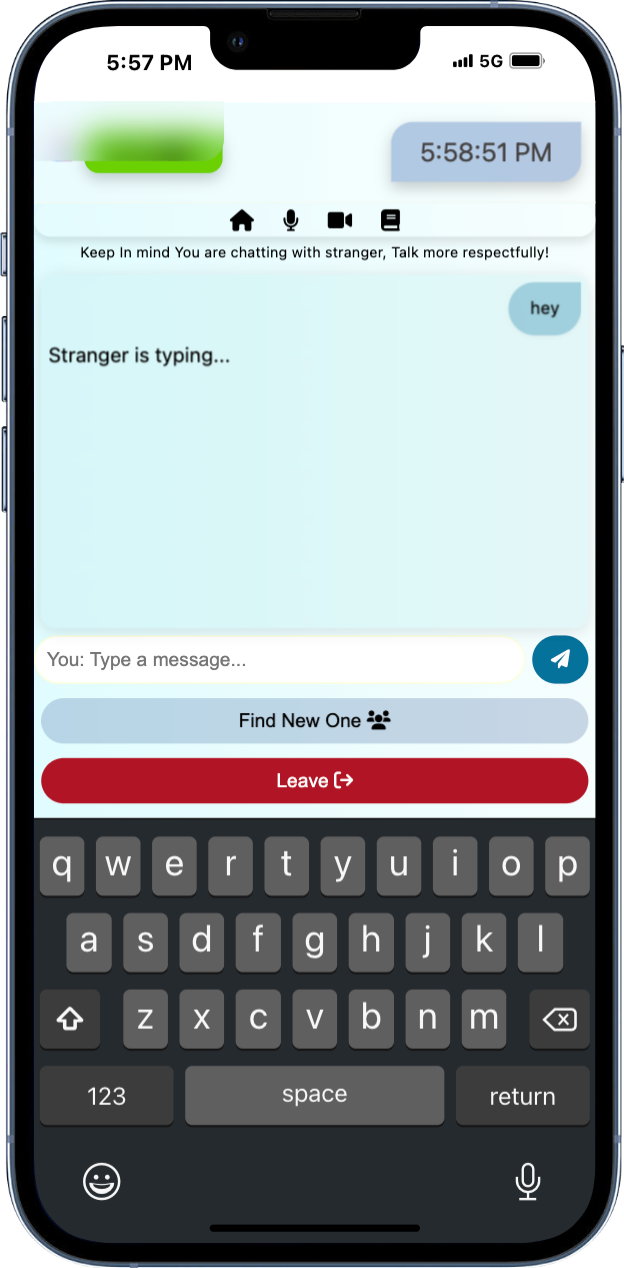 5:57 PM 5G
5:58:51 PM
Keep In mind You are chatting with stranger, Talk more respectfully!
hey
Stranger is typing...
You: Type a message...
Find New One
Leave
q w e r t y u i o p
a s d f g h j k l
z x c v b n m
123 space return